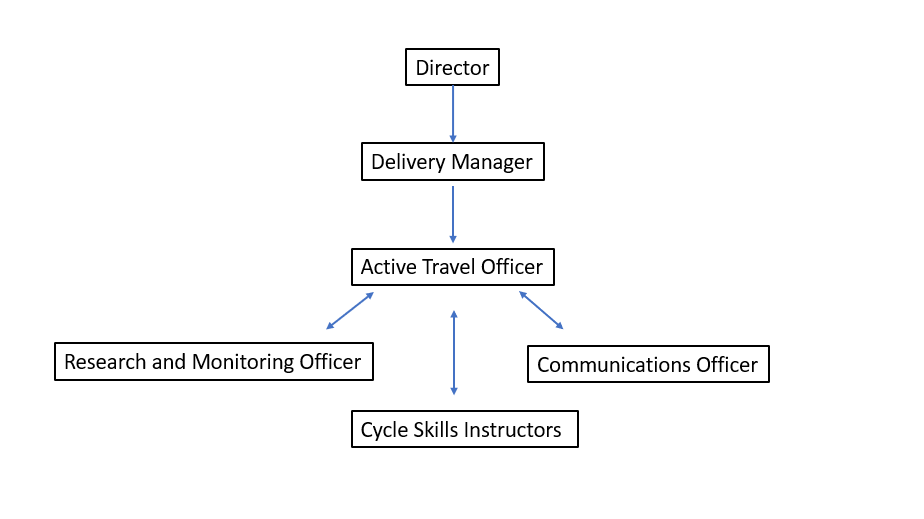 Director
Delivery Manager
Active Travel Officer
Research and Monitoring Officer
Communications Officer
Cycle Skills Instructors